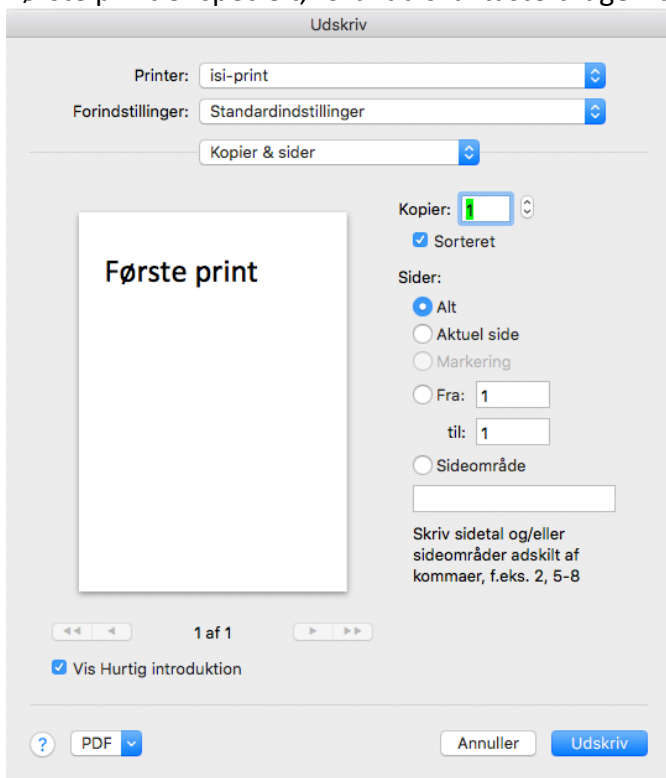 Udskriv
Printer: isi-print
Forindstillinger: Standardindstillinger
Kopier & sider
Kopier: 1
Sorteret
Første print
Sider:
Alt
Aktuel side
Markering
Fra: 1
til: 1
Sideområde
Skriv sidetal og/eller
sideområder adskilt af
kommaer, f.eks. 2, 5-8
1 af 1
Vis Hurtig introduktion
? PDF Annuller Udskriv